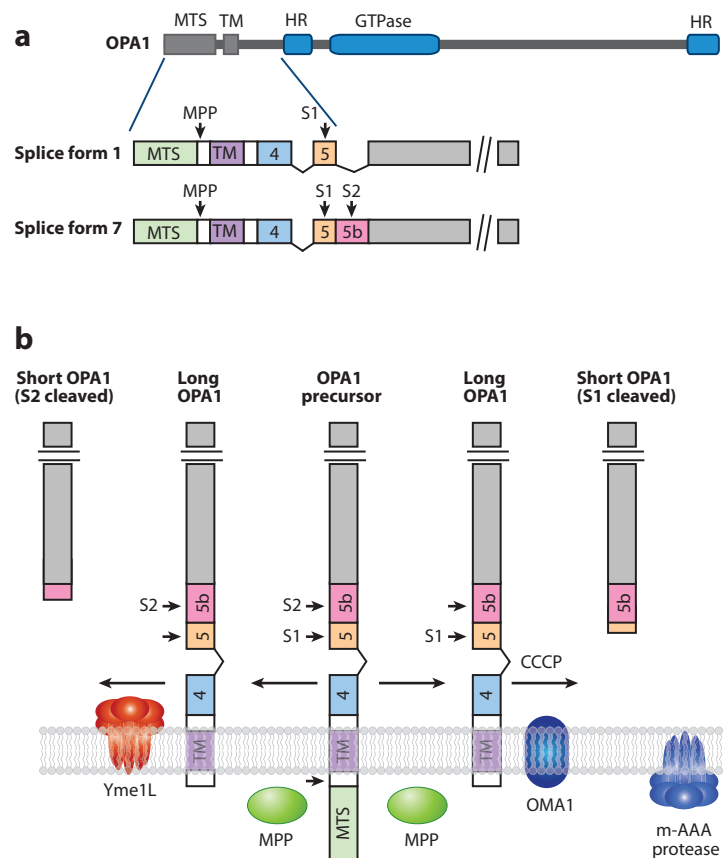 a
MTS TM HR GTPase HR
OPA1
MPP S1
Splice form 1 MTS TM 4 5
MPP S1 S2
Splice form 7 MTS TM 4 5 5b
b
Short OPA1 Long OPA1 Long Short OPA1
(S2 cleaved) OPA1 precursor OPA1 (S1 cleaved)
S2 5b S2 5b 5b 5b
5 S1 5 S1 5
CCCP
4 4 4
TM TM TM
Yme1L OMA1
MPP MTS MPP m-AAA
protease